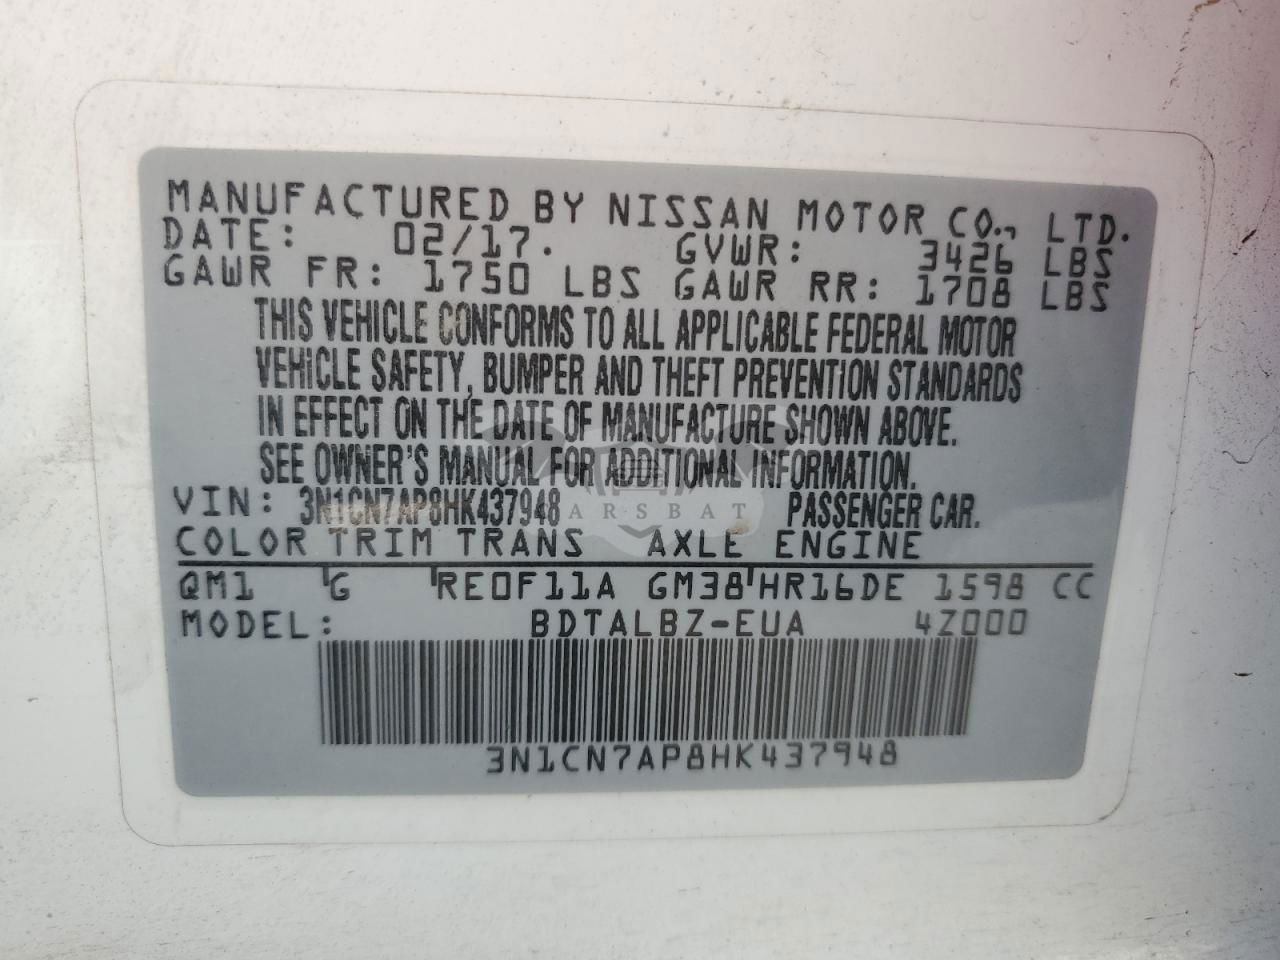 MANUFACTURED BY NISSAN MOTOR CO., LTD.
DATE: 02/17. GVWR: 3426 LBS
GAWR FR: 1750 LBS GAWR RR: 1708 LBS
THIS VEHICLE CONFORMS TO ALL APPLICABLE FEDERAL MOTOR
VEHICLE SAFETY, BUMPER AND THEFT PREVENTION STANDARDS
IN EFFECT ON THE DATE OF MANUFACTURE SHOWN ABOVE.
SEE OWNER'S MANUAL FOR ADDITIONAL INFORMATION.
VIN: 3N1CN7AP8HK437948 PASSENGER CAR.
CARSBAT
COLOR TRIM TRANS AXLE ENGINE
QM1 G RE0F11A GM38 HR16DE 1598 CC
MODEL: BDTALBZ-EUA 4Z000
3N1CN7AP8HK437948